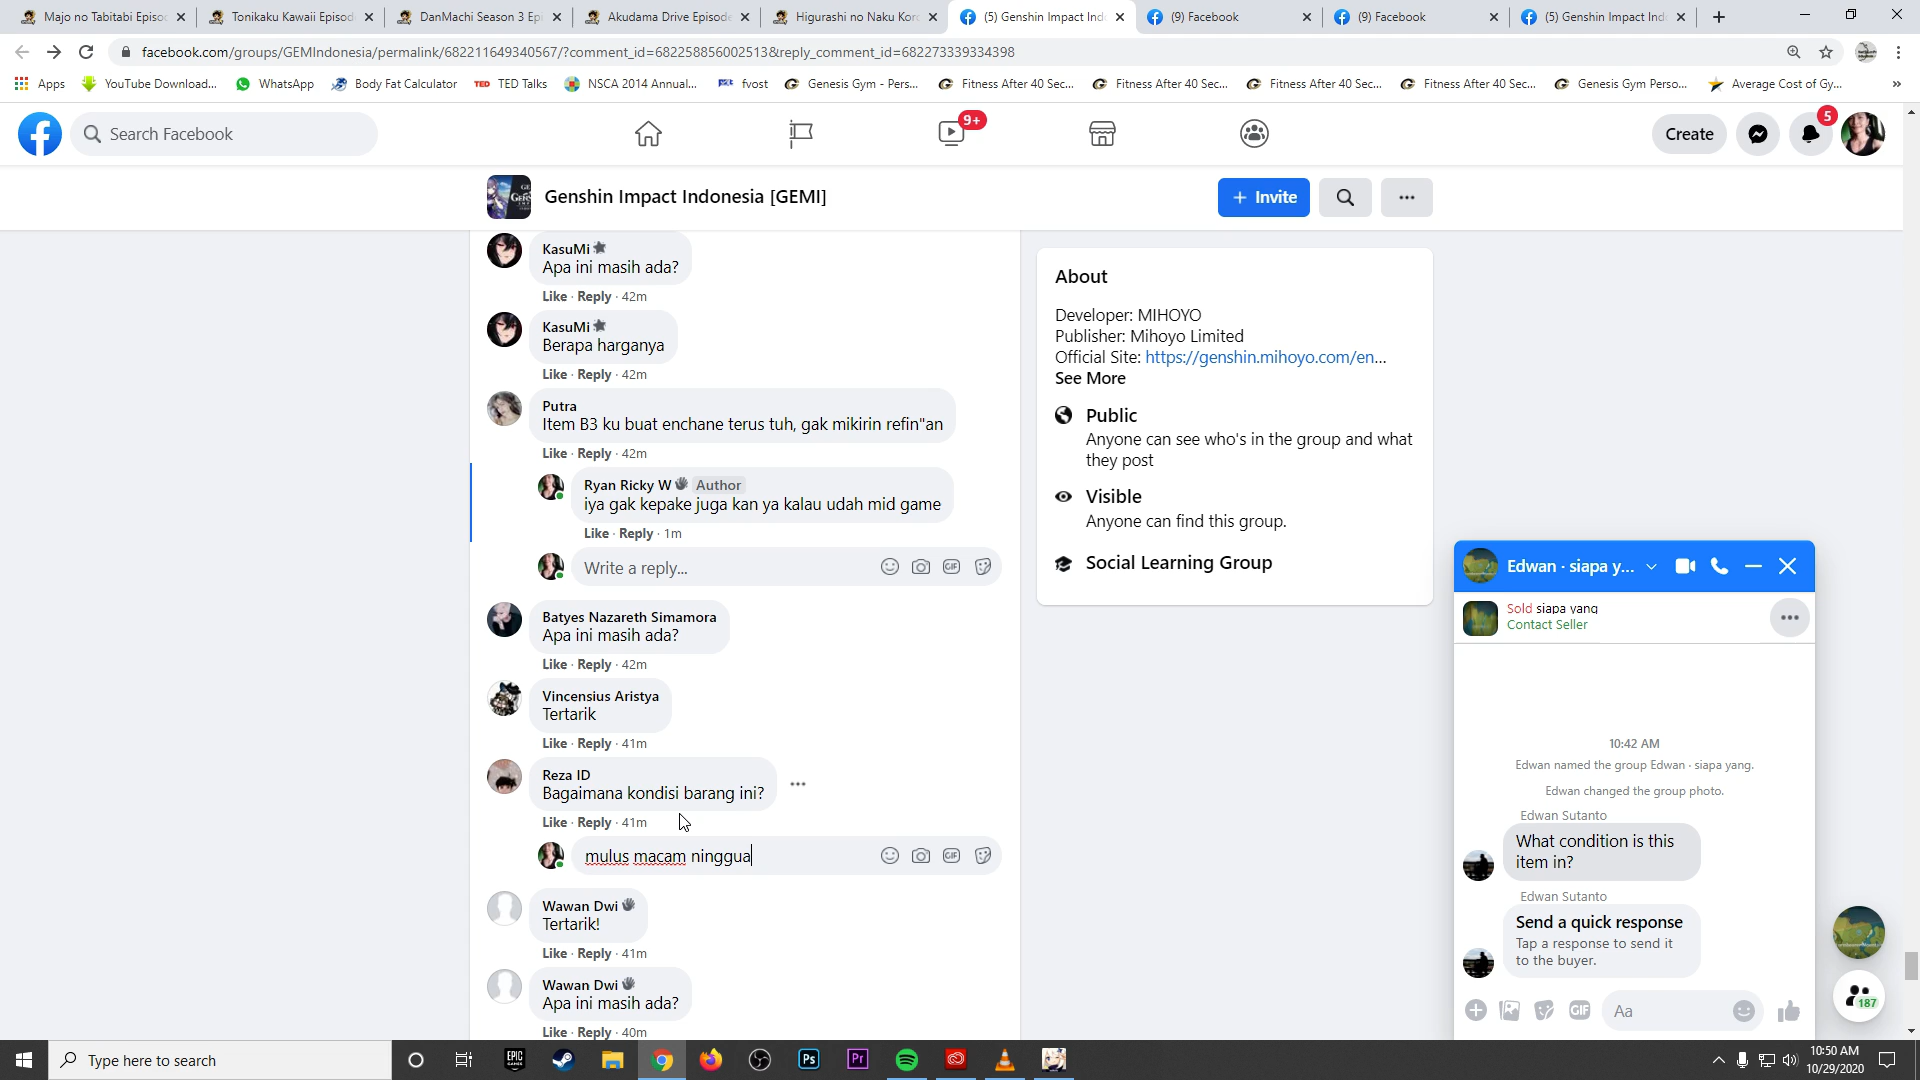 Majo no Tabitabi Episo
Tonikaku Kawaii Episod
DanMachi Season 3 Ep
Akudama Drive Episode
Higurashi no Naku Kor
(5) Genshin Impact Ind
(9) Facebook
(9) Facebook
(5) Genshin Impact Ind
facebook.com/groups/GEMIndonesia/permalink/682211649340567/?comment_id=682258856002513&reply_comment_id=682273339334398
Apps
YouTube Download...
WhatsApp
Body Fat Calculator
TED TED Talks
NSCA 2014 Annual...
fvost
Genesis Gym - Pers...
Fitness After 40 Sec...
Fitness After 40 Sec...
Fitness After 40 Sec...
Fitness After 40 Sec...
Genesis Gym Perso...
Average Cost of Gy...
Search Facebook
9+
Create
5
Genshin Impact Indonesia [GEMI]
+ Invite
KasuMi
Apa ini masih ada?
Like · Reply · 42m
KasuMi
Berapa harganya
Like · Reply · 42m
Putra
Item B3 ku buat enchane terus tuh, gak mikirin refin"an
Like · Reply · 42m
Ryan Ricky W Author
iya gak kepake juga kan ya kalau udah mid game
Like · Reply · 1m
Write a reply...
GIF
Batyes Nazareth Simamora
Apa ini masih ada?
Like · Reply · 42m
Vincensius Aristya
Tertarik
Like · Reply · 41m
Reza ID
Bagaimana kondisi barang ini?
Like · Reply · 41m
mulus macam ninggua
GIF
Wawan Dwi
Tertarik!
Like · Reply · 41m
Wawan Dwi
Apa ini masih ada?
Like · Reply · 40m
About
Developer: MIHOYO
Publisher: Mihoyo Limited
Official Site: https://genshin.mihoyo.com/en...
See More
Public
Anyone can see who's in the group and what
they post
Visible
Anyone can find this group.
Social Learning Group
Edwan · siapa y...
Sold siapa yang
Contact Seller
10:42 AM
Edwan named the group Edwan · siapa yang.
Edwan changed the group photo.
Edwan Sutanto
What condition is this
item in?
Edwan Sutanto
Send a quick response
Tap a response to send it
to the buyer.
GIF
Aa
187
Type here to search
EPIC GAMES
Ps
Pr
10:50 AM
10/29/2020